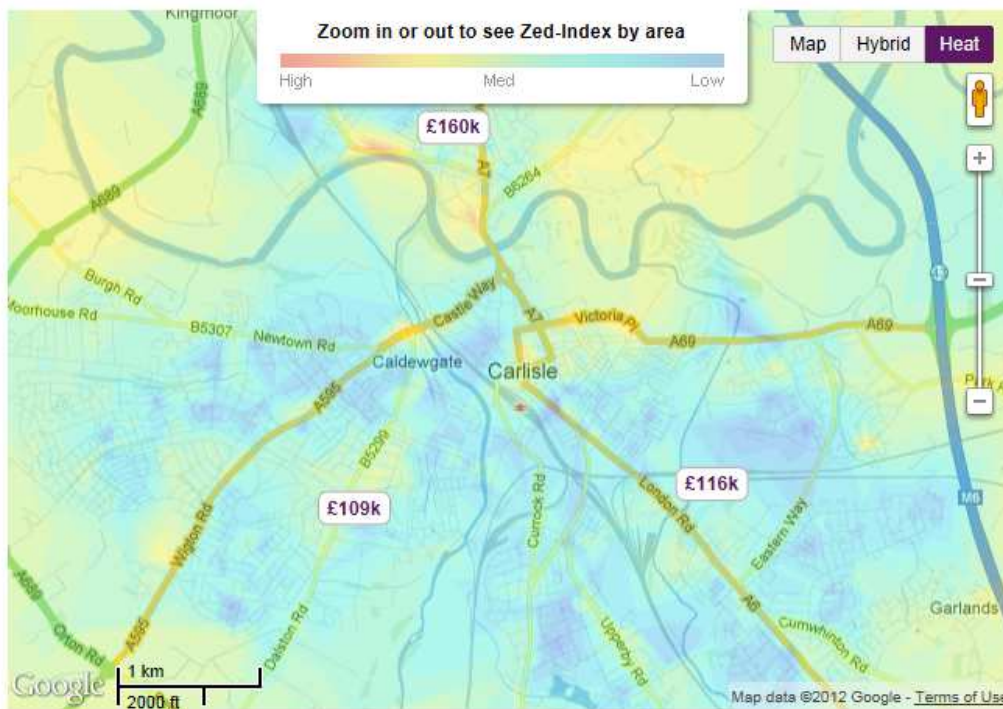 Kingmoor
Zoom in or out to see Zed-Index by area
High Med Low
Map Hybrid Heat
£160k
A7
A689
B6264
A689
Burgh Rd
Moorhouse Rd
B5307
Newtown Rd
Castle Way
A7
Victoria Pl
A69
A69
Caldewgate
Carlisle
A595
B5299
£109k
£116k
London Rd
Currock Rd
Eastern Way
M6
Wigton Rd
A689
Orton Rd
A595
Dalston Rd
Upperby Rd
A6
Cumwhinton Rd
Garlands
Google
1 km
2000 ft
Map data ©2012 Google - Terms of Use